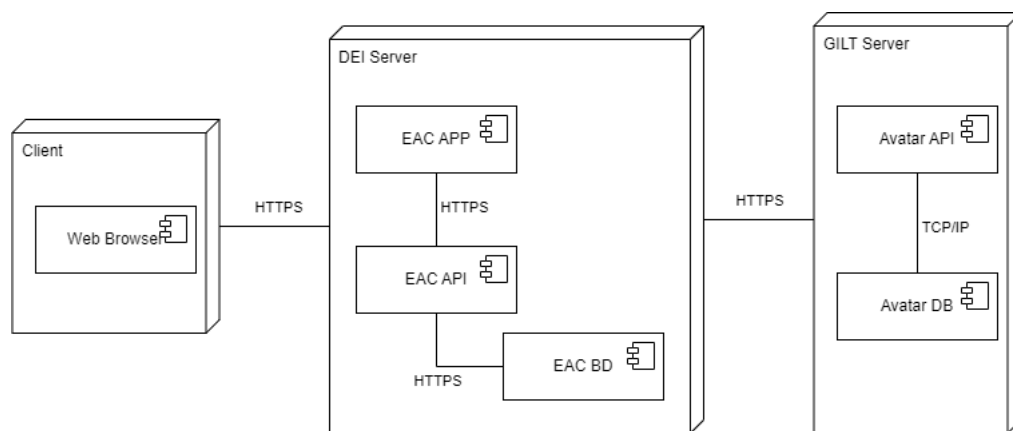 Client
Web Browser
HTTPS
DEI Server
EAC APP
HTTPS
EAC API
HTTPS
EAC BD
HTTPS
GILT Server
Avatar API
TCP/IP
Avatar DB